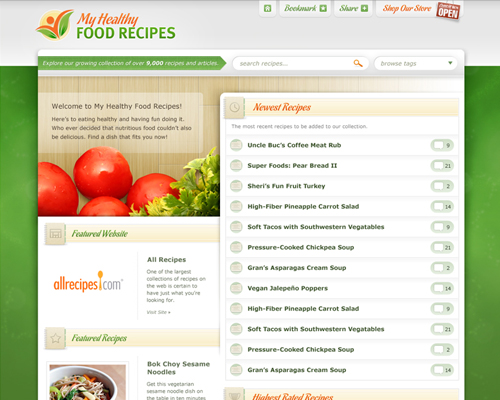 My Healthy
FOOD RECIPES
Bookmark +
Share +
Shop Our Store
OPEN
Explore our growing collection of over 9,000 recipes and articles.
search recipes...
browse tags
Welcome to My Healthy Food Recipes!
Here's to eating healthy and having fun doing it.
Who ever decided that nutritious food couldn't also
be delicious. Find a dish that fits you now!
Newest Recipes
The most recent recipes to be added to our collection.
Uncle Buc's Coffee Meat Rub 9
Super Foods: Pear Bread II 21
Sheri's Fun Fruit Turkey 2
High-Fiber Pineapple Carrot Salad 14
Soft Tacos with Southwestern Vegatables 9
Pressure-Cooked Chickpea Soup 21
Gran's Asparagas Cream Soup 2
Vegan Jalepeño Poppers 14
High-Fiber Pineapple Carrot Salad 9
Soft Tacos with Southwestern Vegatables 21
Pressure-Cooked Chickpea Soup 2
Gran's Asparagas Cream Soup 14
Highest Rated Recipes
Featured Website
allrecipes.com
All Recipes
One of the largest
collections of recipes on
the web is certain to
have just what you're
looking for.
Visit Site »
Featured Recipes
Bok Choy Sesame
Noodles
Get this vegetarian
sesame noodle dish on
the table in ten minutes